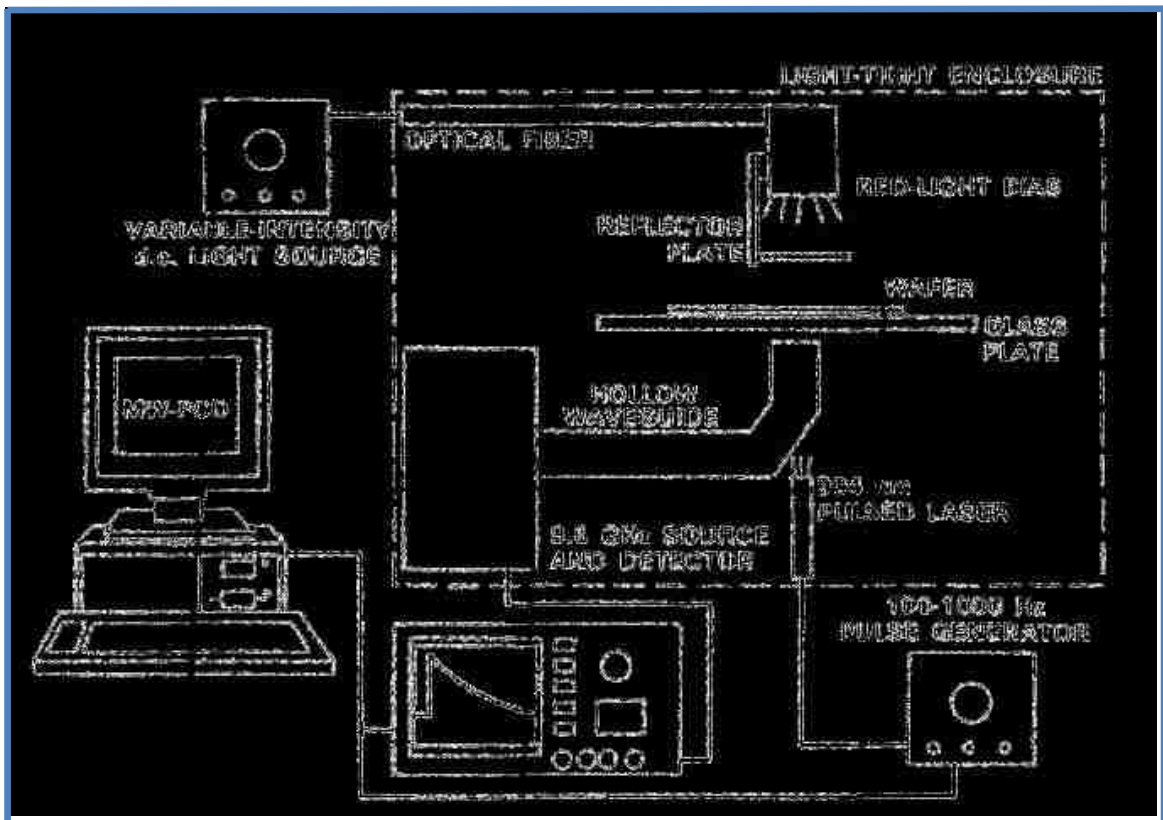 LIGHT-TIGHT ENCLOSURE
OPTICAL FIBER
RED-LIGHT BIAS
VARIABLE-INTENSITY
d.c. LIGHT SOURCE
REFLECTOR
PLATE
WAFER
GLASS
PLATE
MW-PCD
HOLLOW
WAVEGUIDE
PULSED LASER
GHz SOURCE
AND DETECTOR
100-1000 Hz
PULSE GENERATOR